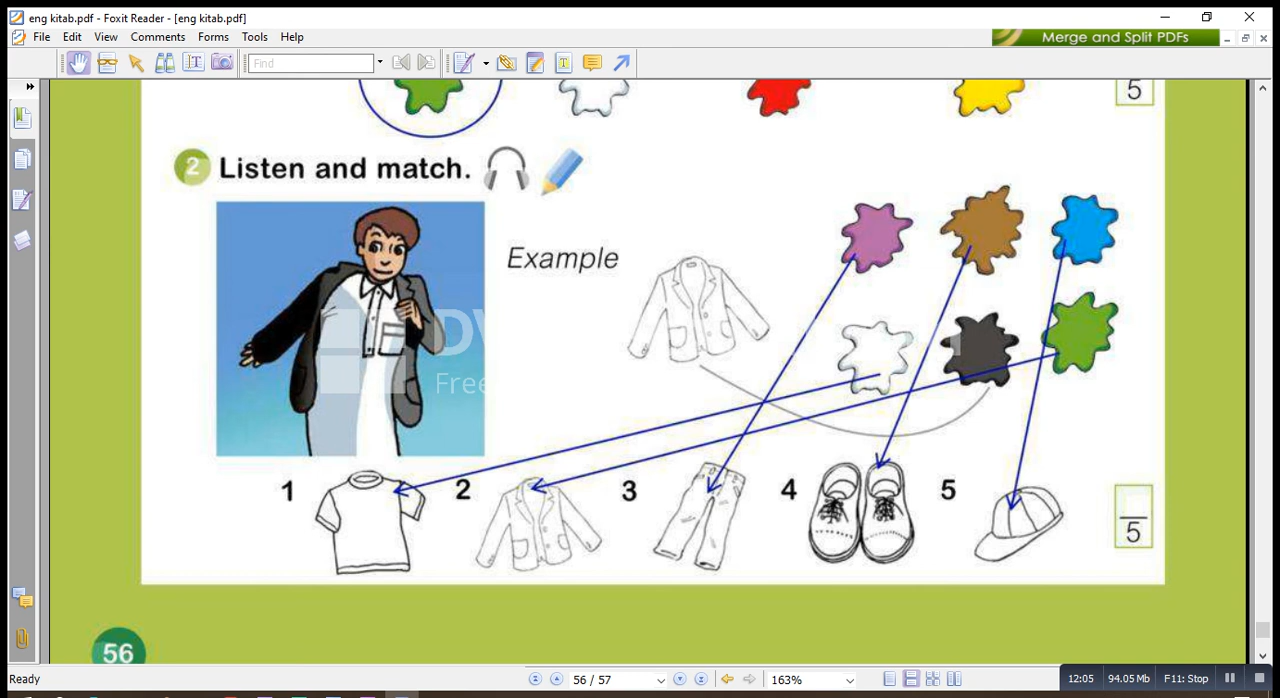 eng kitab.pdf - Foxit Reader - [eng kitab.pdf]
File Edit View Comments Forms Tools Help
Merge and Split PDFs
Find
5
2 Listen and match.
Example
Free
1 2 3 4 5
5
56
Ready
56 / 57
163%
12:05 94.05 Mb F11: Stop